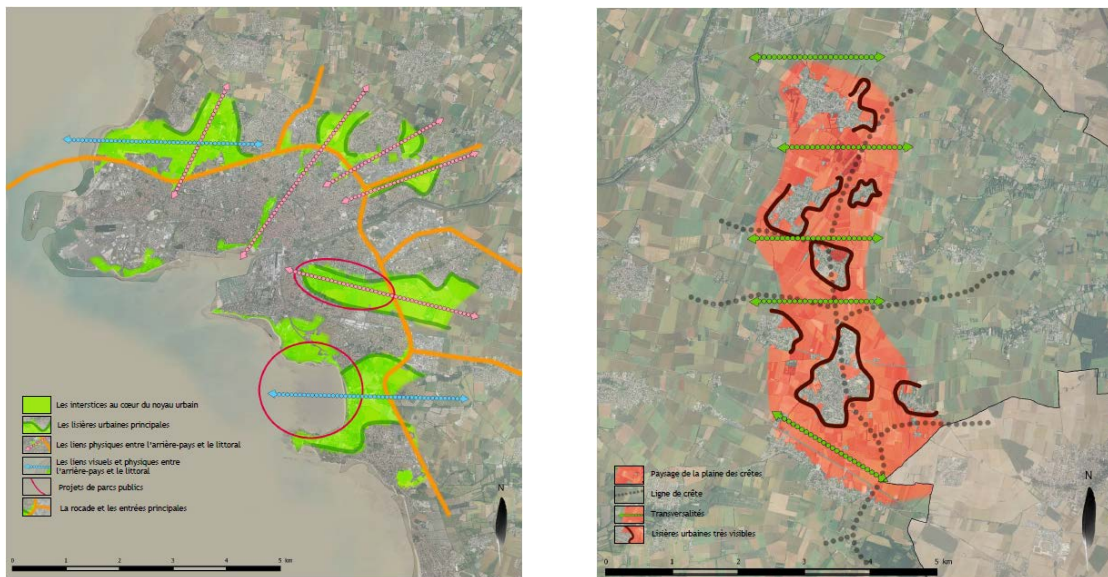 Les interstices au cœur du noyau urbain
Les lisières urbaines principales
Les liens physiques entre l'arrière-pays et le littoral
Les liens visuels et physiques entre
l'arrière-pays et le littoral
Projets de parcs publics
La rocade et les entrées principales
N
0 1 2 3 4 5 km
Paysage de la plaine des crêtes
Ligne de crête
Transversalités
Lisières urbaines très visibles
N
0 2 4 5 km